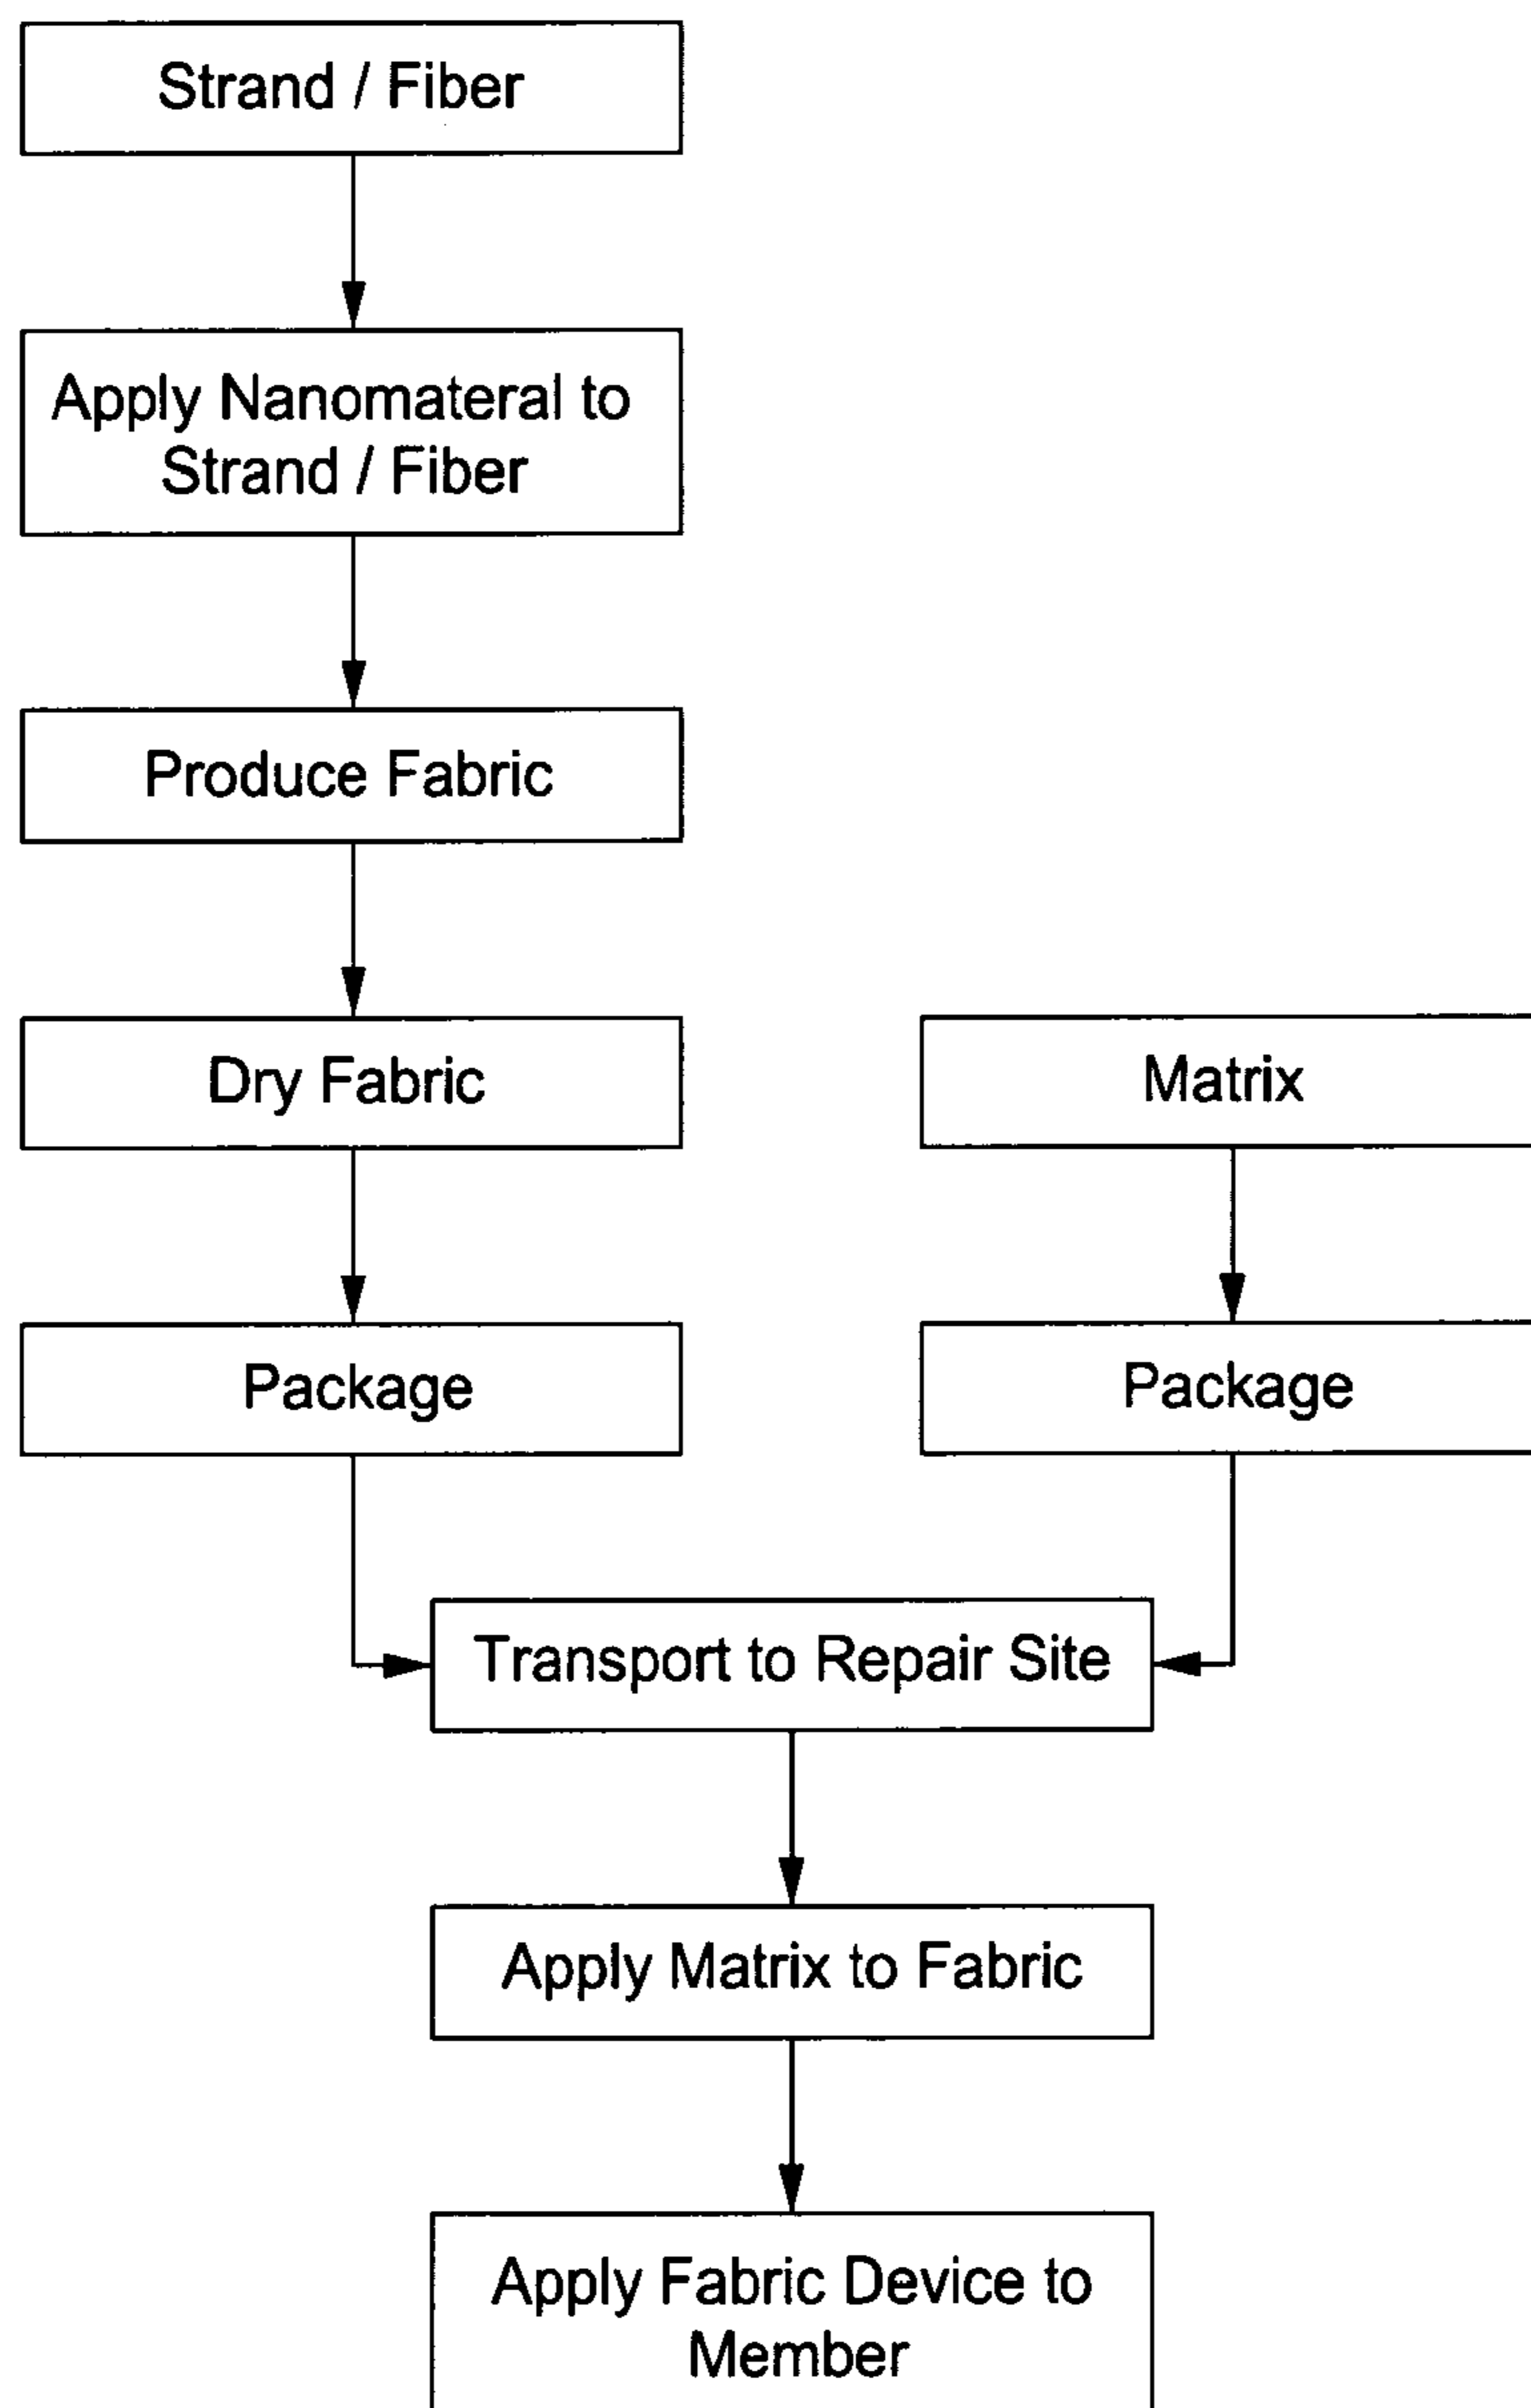 Strand / Fiber
Apply Nanomateral to
Strand / Fiber
Produce Fabric
Dry Fabric
Matrix
Package
Package
Transport to Repair Site
Apply Matrix to Fabric
Apply Fabric Device to
Member